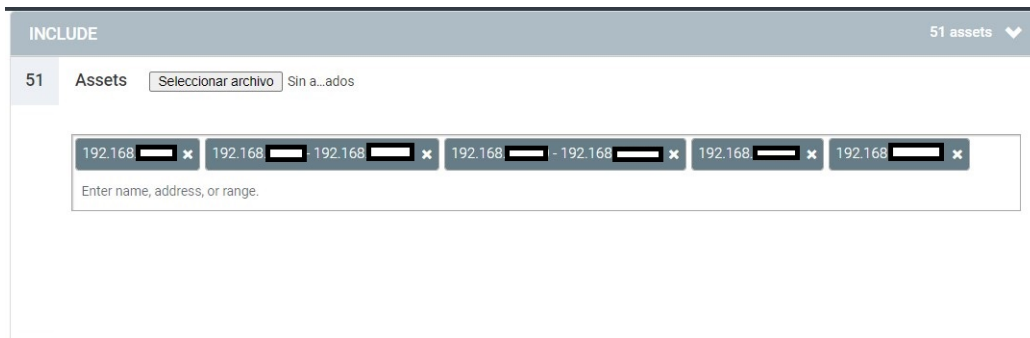 INCLUDE 51 assets
51 Assets Seleccionar archivo Sin a...ados
192.168. × 192.168. - 192.168. × 192.168. - 192.168 × 192.168. × 192.168 ×
Enter name, address, or range.